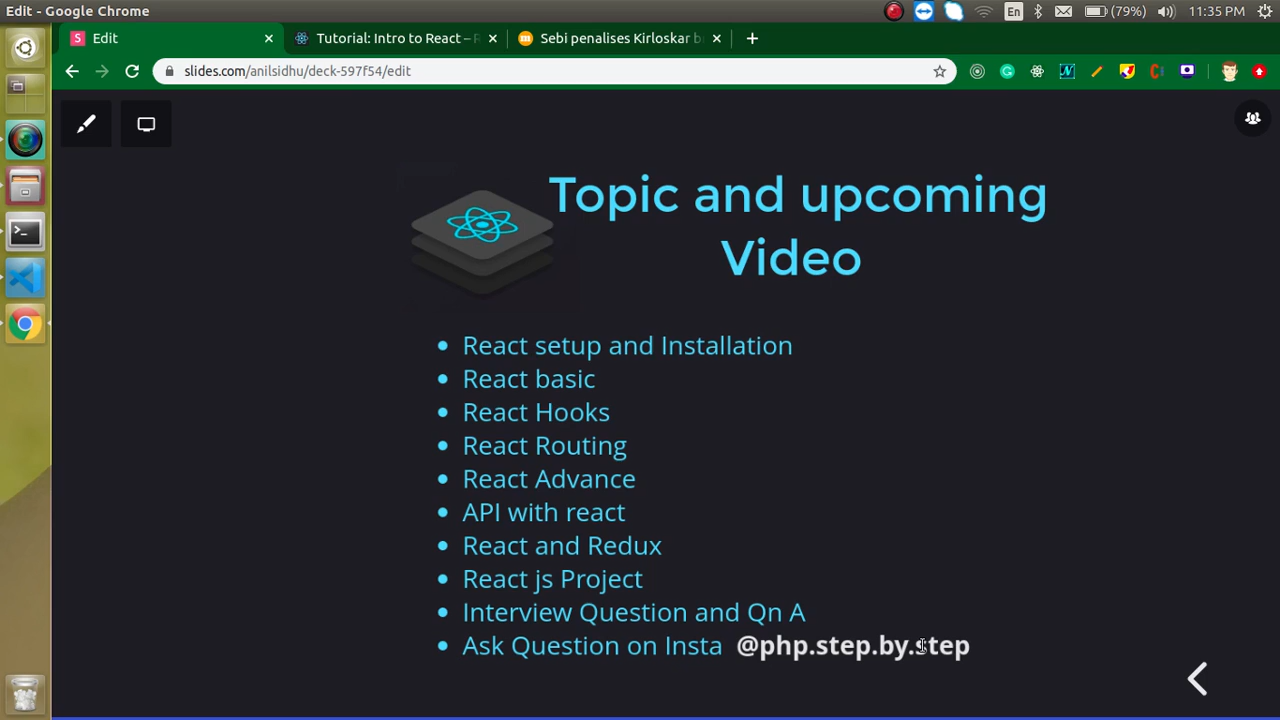 Edit - Google Chrome
En
(79%)
11:35 PM
S
Edit
Tutorial: Intro to React –
m
Sebi penalises Kirloskar b
slides.com/anilsidhu/deck-597f54/edit
Topic and upcoming
Video
React setup and Installation
React basic
React Hooks
React Routing
React Advance
API with react
React and Redux
React js Project
Interview Question and Qn A
Ask Question on Insta @php.step.by.step